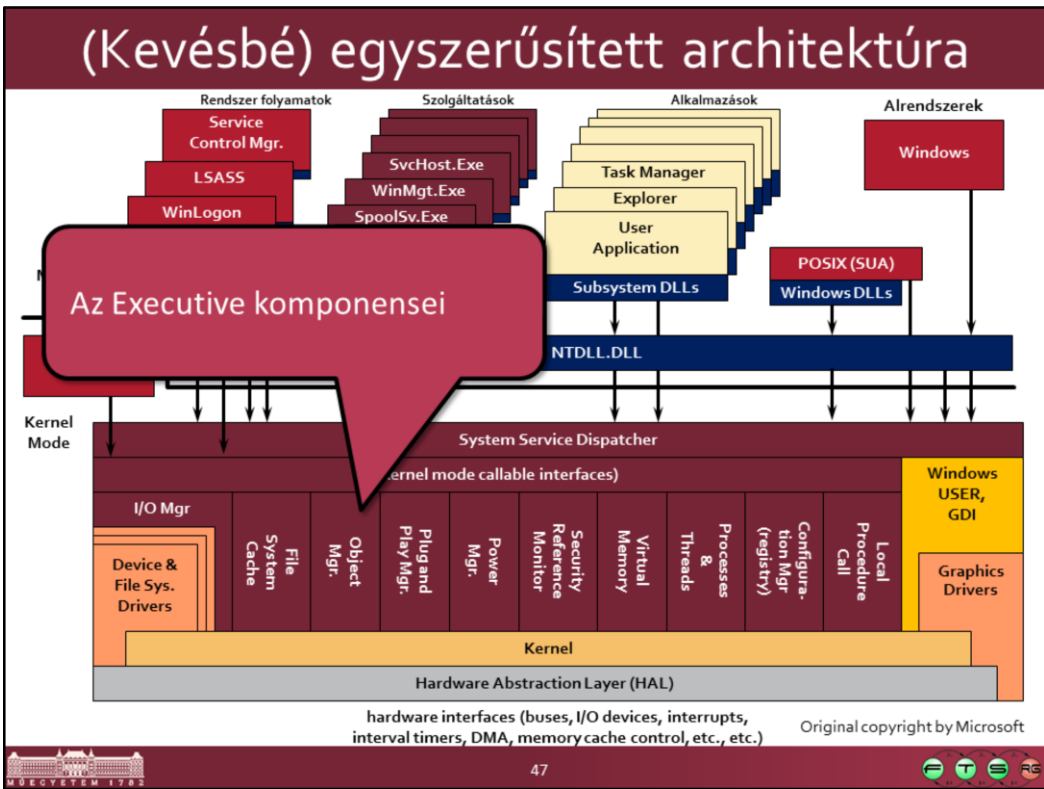 (Kevésbé) egyszerűsített architektúra
Rendszer folyamatok
Szolgáltatások
Alkalmazások
Alrendszerek
Service
Control Mgr.
LSASS
WinLogon
SvcHost.Exe
WinMgt.Exe
SpoolSv.Exe
Task Manager
Explorer
User
Application
Subsystem DLLs
Windows
POSIX (SUA)
Windows DLLs
Az Executive komponensei
NTDLL.DLL
Kernel
Mode
System Service Dispatcher
ernel mode callable interfaces)
I/O Mgr
Device &
File Sys.
Drivers
File
System
Cache
Object
Mgr.
Plug and
Play Mgr.
Power
Mgr.
Security
Reference
Monitor
Virtual
Memory
Processes
&
Threads
Configura-
tion Mgr
(registry)
Local
Procedure
Call
Windows
USER,
GDI
Graphics
Drivers
Kernel
Hardware Abstraction Layer (HAL)
hardware interfaces (buses, I/O devices, interrupts,
interval timers, DMA, memory cache control, etc., etc.)
Original copyright by Microsoft
MŰEGYETEM 1782
47
F T S RG